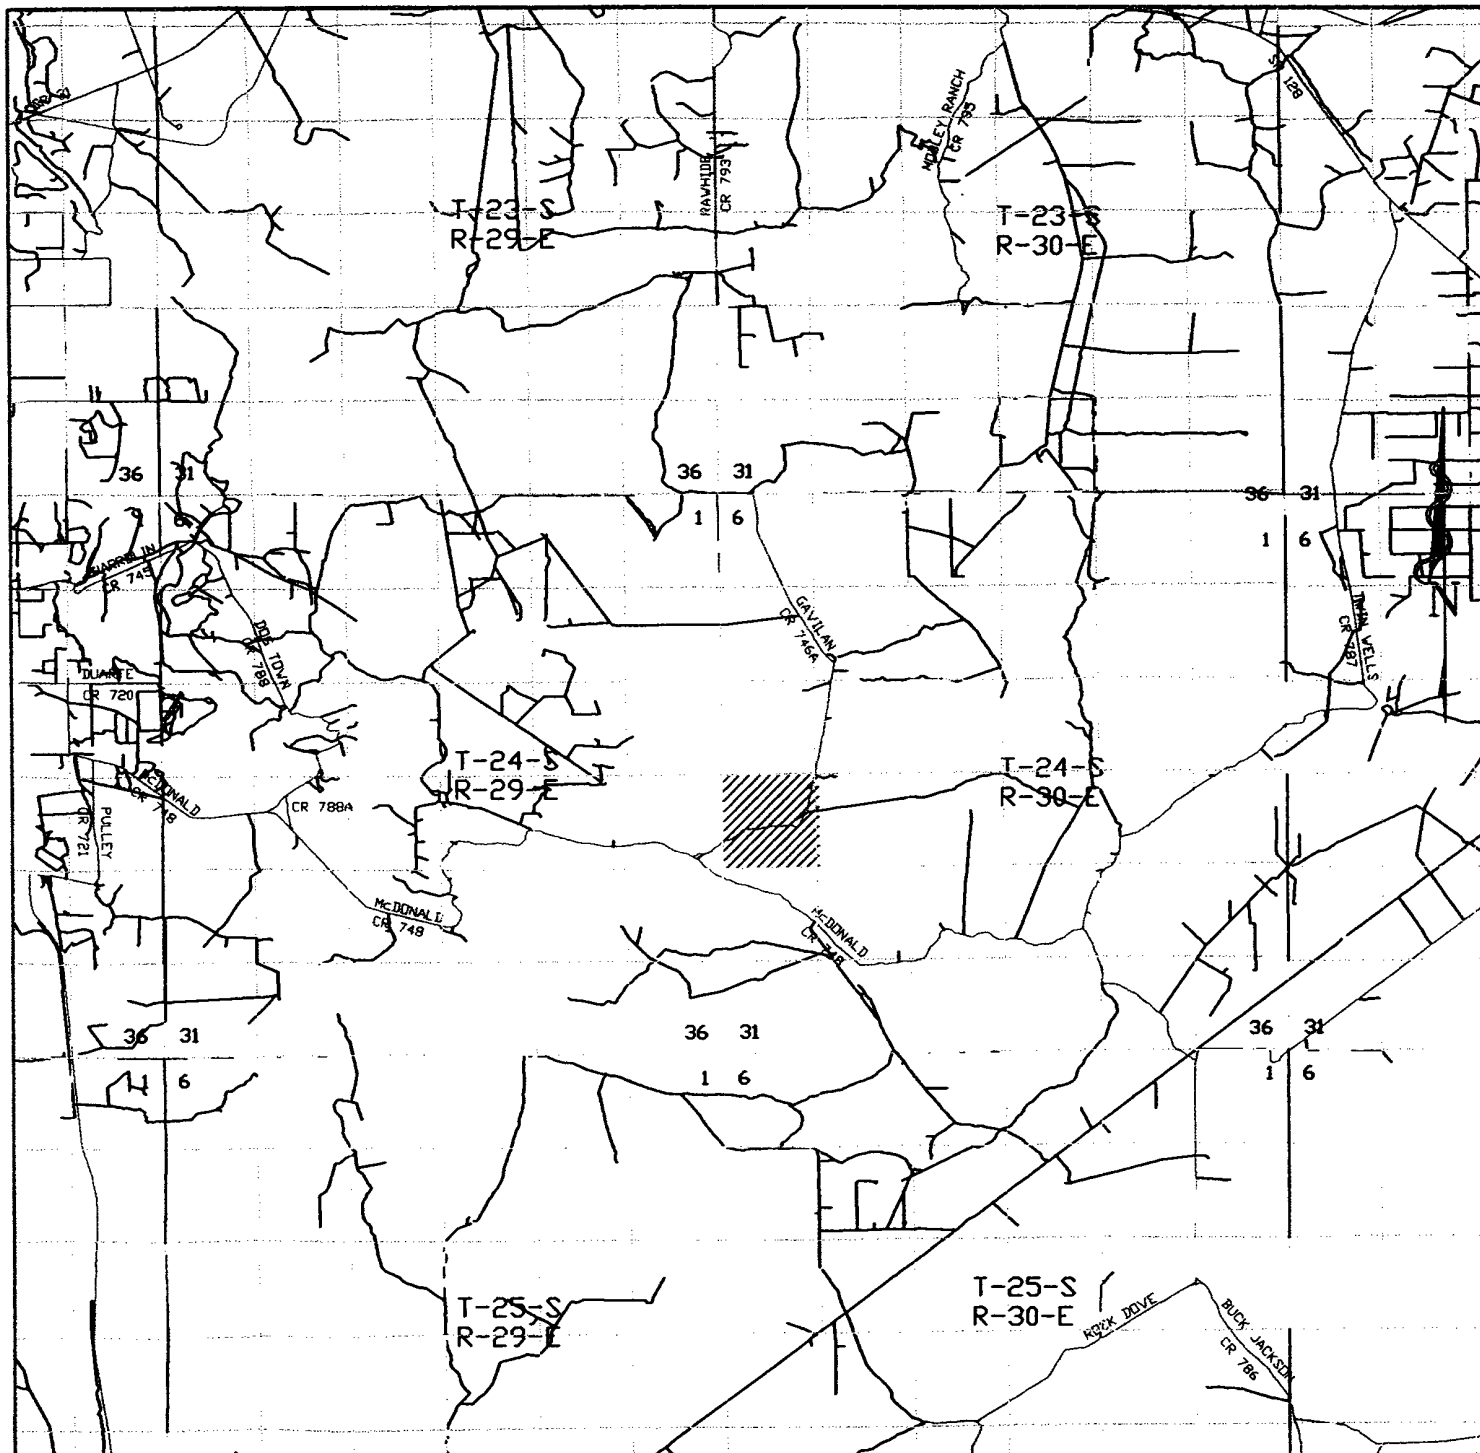 SR 128
MOBLEY RANCH
CR 795
RAWHIDE
CR 793
T-23-S
R-29-E
T-23-S
R-30-E
36 31
6
36 31
1 6
36 31
1 6
HARROLIN
CR 745
DOG TOWN
CR 788
GAVILAN
CR 746A
TWIN WELLS
CR 787
DUARTE
CR 720
T-24-S
R-29-E
T-24-S
R-30-E
McDONALD
CR 748
CR 788A
PULLEY
CR 721
McDONALD
CR 748
McDONALD
CR 748
36 31
6
36 31
1 6
36 31
1 6
T-25-S
R-29-E
T-25-S
R-30-E
ROCK DOVE
BUCK JACKSON
CR 786